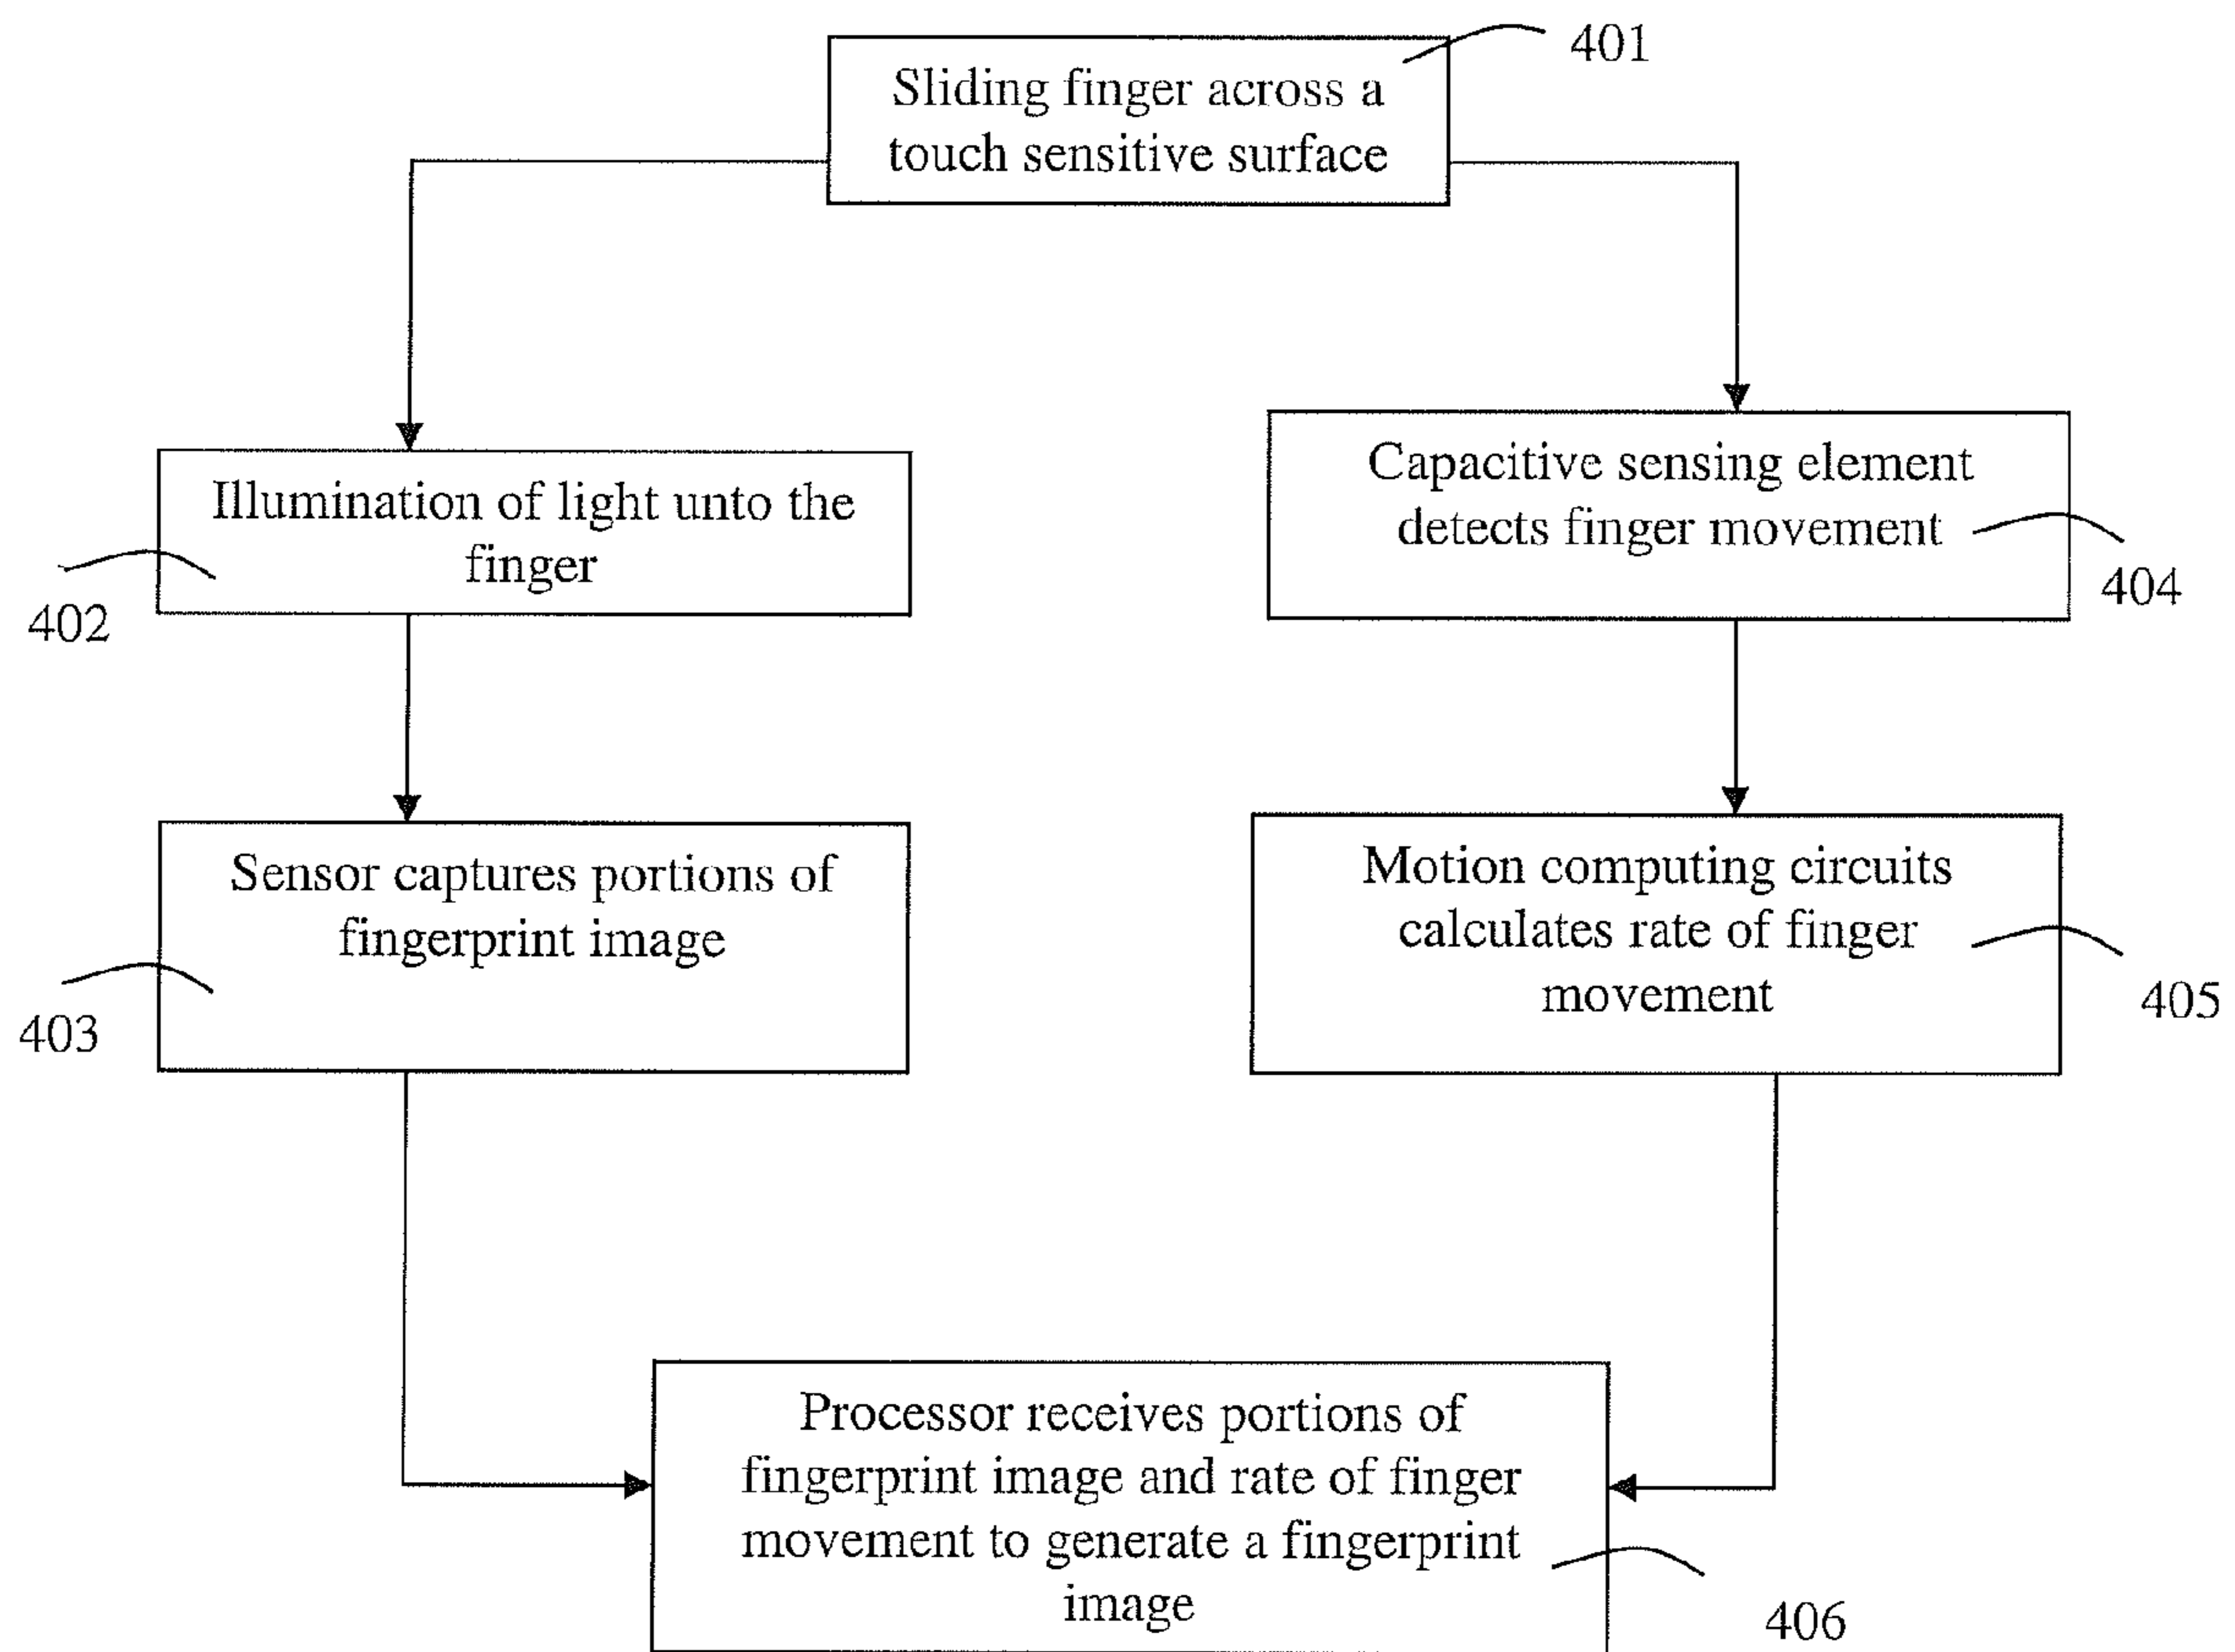 401
Sliding finger across a
touch sensitive surface
Illumination of light unto the
finger
402
Capacitive sensing element
detects finger movement
404
Sensor captures portions of
fingerprint image
403
Motion computing circuits
calculates rate of finger
movement
405
Processor receives portions of
fingerprint image and rate of finger
movement to generate a fingerprint
image
406